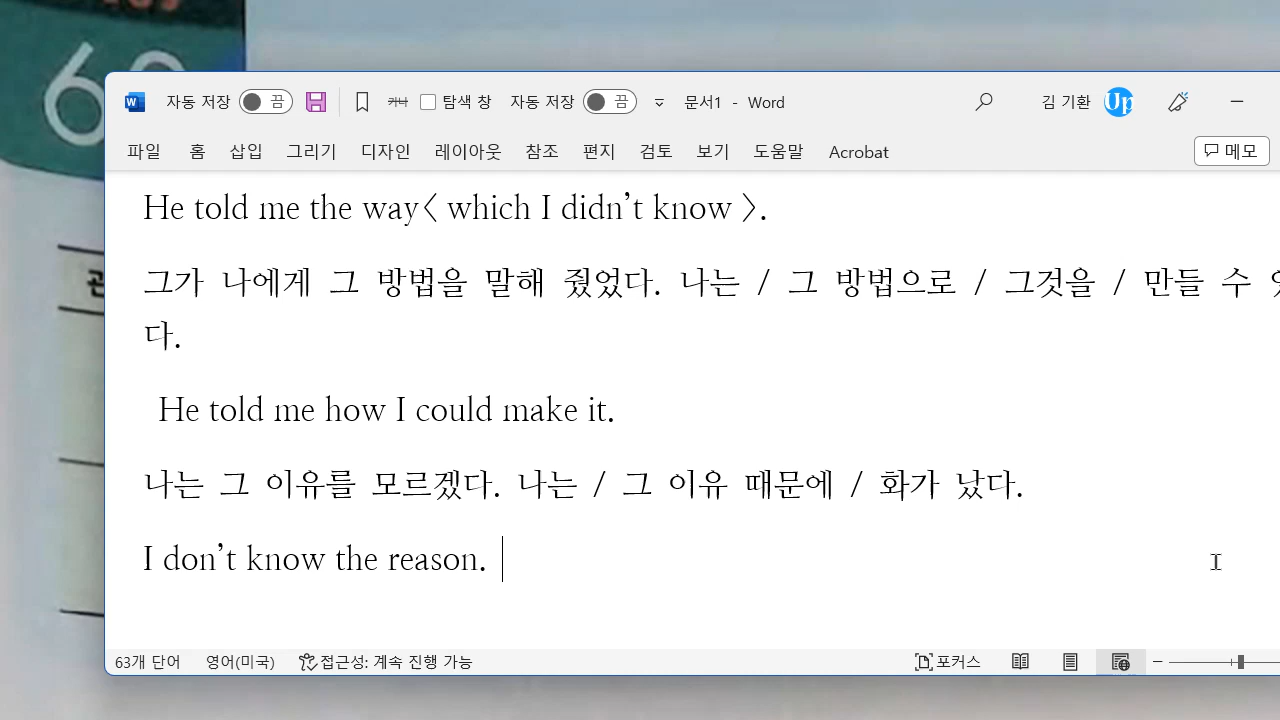 자동 저장 끔 가나 탐색 창 자동 저장 끔 문서1 - Word 김 기환 Up
파일 홈 삽입 그리기 디자인 레이아웃 참조 편지 검토 보기 도움말 Acrobat 메모
He told me the way< which I didn't know >.
그가 나에게 그 방법을 말해 줬었다. 나는 / 그 방법으로 / 그것을 / 만들 수
다.
He told me how I could make it.
나는 그 이유를 모르겠다. 나는 / 그 이유 때문에 / 화가 났다.
I don't know the reason.
63개 단어 영어(미국) 접근성: 계속 진행 가능 포커스